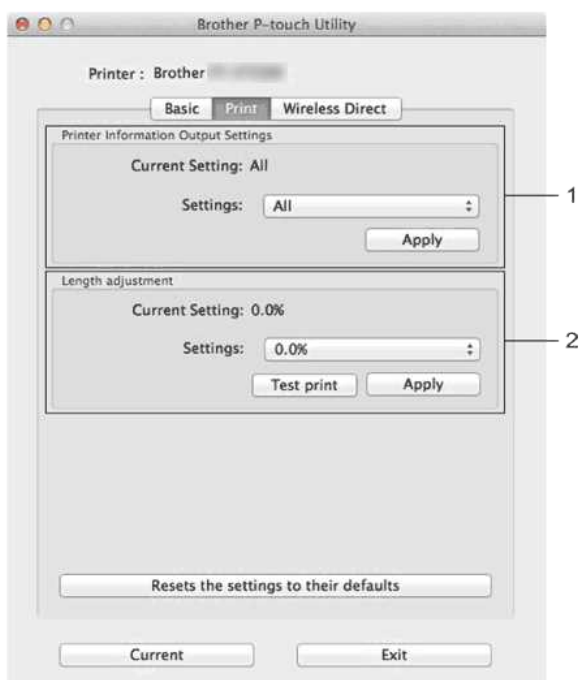 Brother P-touch Utility
Printer : Brother
Basic Print Wireless Direct
Printer Information Output Settings
Current Setting: All
Settings: All
Apply
1
Length adjustment
Current Setting: 0.0%
Settings: 0.0%
2
Test print Apply
Resets the settings to their defaults
Current Exit